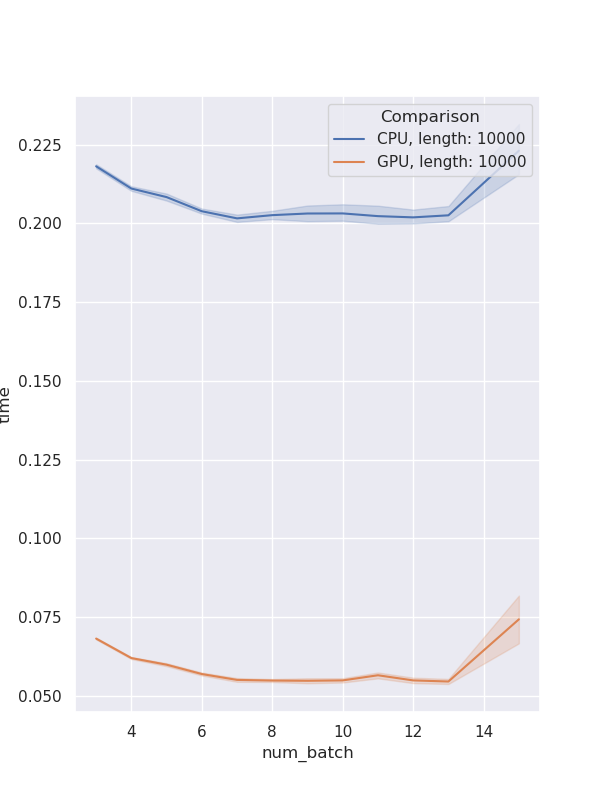 Comparison
CPU, length: 10000
GPU, length: 10000
0.225
0.200
0.175
0.150
0.125
0.100
0.075
0.050
time
4 6 8 10 12 14
num_batch